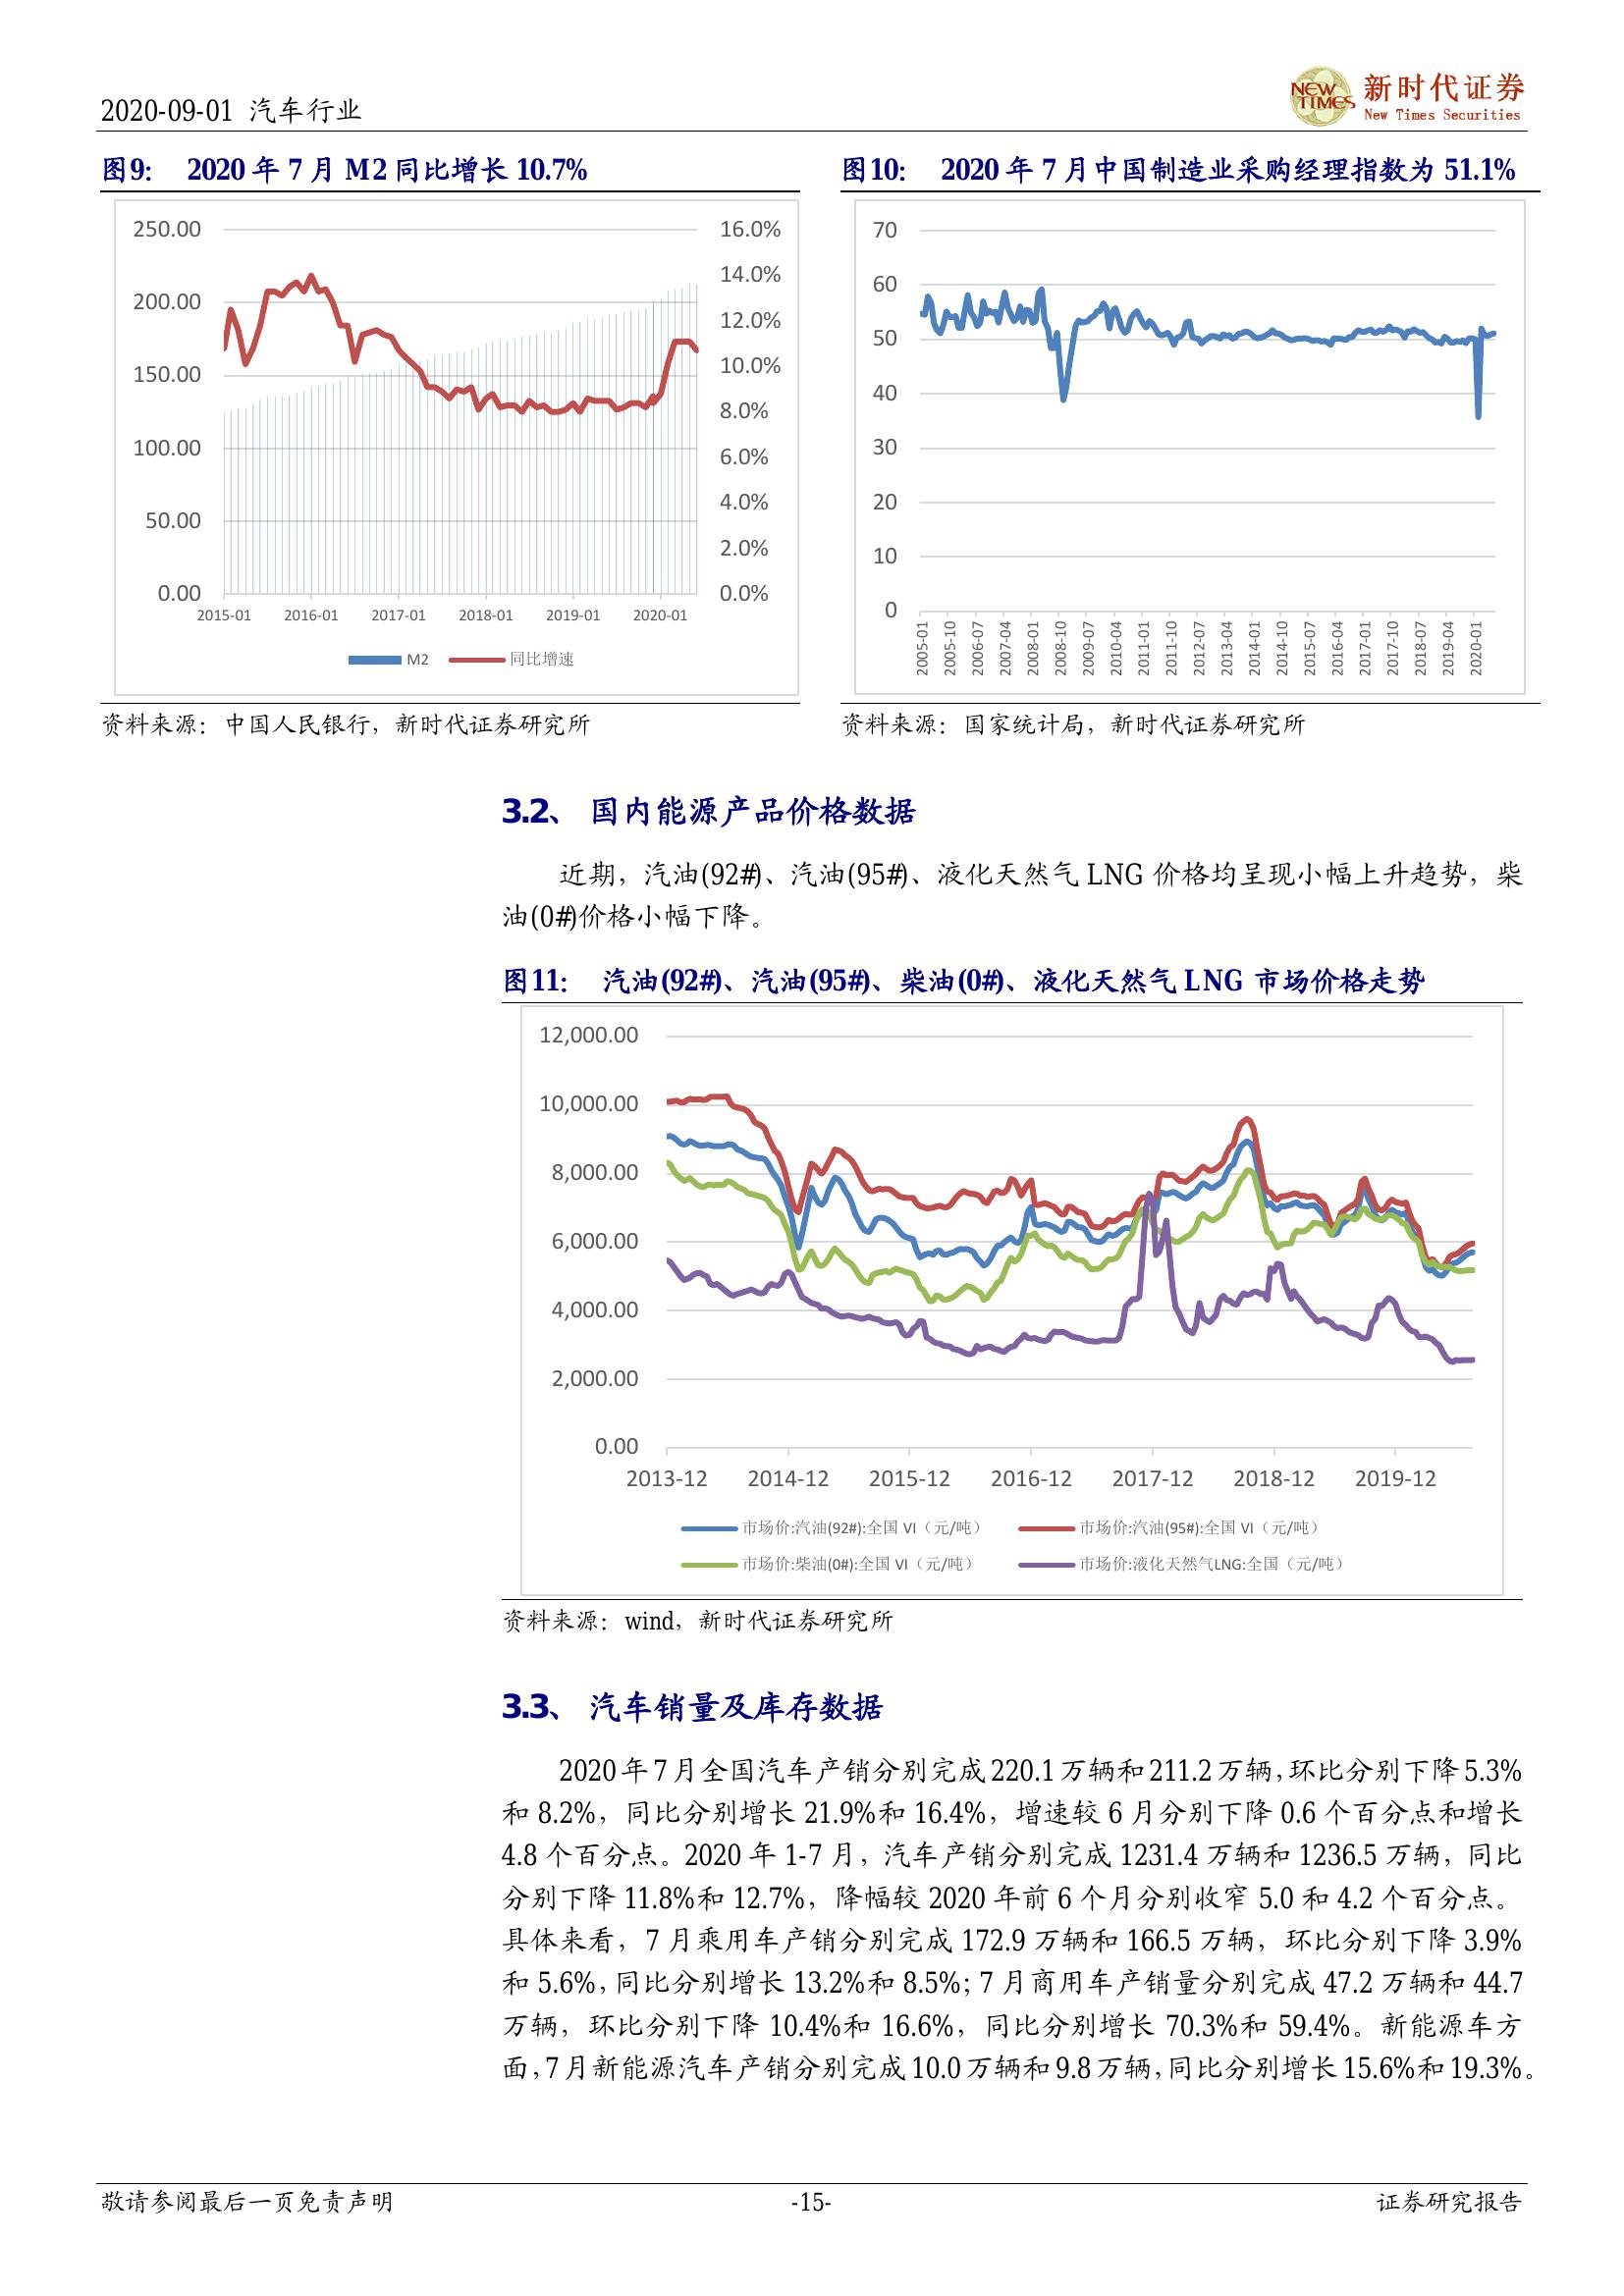 2020-09-01 汽车行业
NEW TIMES
新时代证券
New Times Securities
图9： 2020 年 7 月 M2 同比增长 10.7%
250.00
200.00
150.00
100.00
50.00
0.00
16.0%
14.0%
12.0%
10.0%
8.0%
6.0%
4.0%
2.0%
0.0%
2015-01 2016-01 2017-01 2018-01 2019-01 2020-01
M2 同比增速
资料来源：中国人民银行，新时代证券研究所
图10： 2020 年 7 月中国制造业采购经理指数为 51.1%
70
60
50
40
30
20
10
0
2005-01 2005-10 2006-07 2007-04 2008-01 2008-10 2009-07 2010-04 2011-01 2011-10 2012-07 2013-04 2014-01 2014-10 2015-07 2016-04 2017-01 2017-10 2018-07 2019-04 2020-01
资料来源：国家统计局，新时代证券研究所
3.2、 国内能源产品价格数据
近期，汽油(92#)、汽油(95#)、液化天然气 LNG 价格均呈现小幅上升趋势，柴
油(0#)价格小幅下降。
图11： 汽油(92#)、汽油(95#)、柴油(0#)、液化天然气 LNG 市场价格走势
12,000.00
10,000.00
8,000.00
6,000.00
4,000.00
2,000.00
0.00
2013-12 2014-12 2015-12 2016-12 2017-12 2018-12 2019-12
市场价:汽油(92#):全国 VI（元/吨） 市场价:汽油(95#):全国 VI（元/吨）
市场价:柴油(0#):全国 VI（元/吨） 市场价:液化天然气LNG:全国（元/吨）
资料来源：wind，新时代证券研究所
3.3、 汽车销量及库存数据
2020 年 7 月全国汽车产销分别完成 220.1 万辆和 211.2 万辆，环比分别下降 5.3%
和 8.2%，同比分别增长 21.9%和 16.4%，增速较 6 月分别下降 0.6 个百分点和增长
4.8 个百分点。2020 年 1-7 月，汽车产销分别完成 1231.4 万辆和 1236.5 万辆，同比
分别下降 11.8%和 12.7%，降幅较 2020 年前 6 个月分别收窄 5.0 和 4.2 个百分点。
具体来看，7 月乘用车产销分别完成 172.9 万辆和 166.5 万辆，环比分别下降 3.9%
和 5.6%，同比分别增长 13.2%和 8.5%；7 月商用车产销量分别完成 47.2 万辆和 44.7
万辆，环比分别下降 10.4%和 16.6%，同比分别增长 70.3%和 59.4%。新能源车方
面，7 月新能源汽车产销分别完成 10.0 万辆和 9.8 万辆，同比分别增长 15.6%和 19.3%。
敬请参阅最后一页免责声明 -15- 证券研究报告